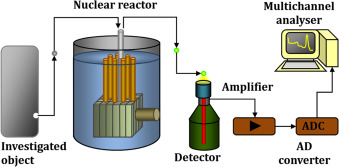 Nuclear reactor
Multichannel
analyser
Amplifier
ADC
Investigated
object
Detector
AD
converter